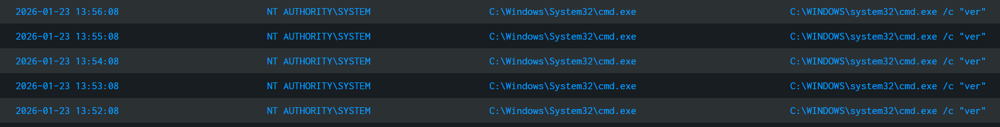 2026-01-23 13:56:08 NT AUTHORITY\SYSTEM C:\Windows\System32\cmd.exe C:\WINDOWS\system32\cmd.exe /c "ver"
2026-01-23 13:55:08 NT AUTHORITY\SYSTEM C:\Windows\System32\cmd.exe C:\WINDOWS\system32\cmd.exe /c "ver"
2026-01-23 13:54:08 NT AUTHORITY\SYSTEM C:\Windows\System32\cmd.exe C:\WINDOWS\system32\cmd.exe /c "ver"
2026-01-23 13:53:08 NT AUTHORITY\SYSTEM C:\Windows\System32\cmd.exe C:\WINDOWS\system32\cmd.exe /c "ver"
2026-01-23 13:52:08 NT AUTHORITY\SYSTEM C:\Windows\System32\cmd.exe C:\WINDOWS\system32\cmd.exe /c "ver"